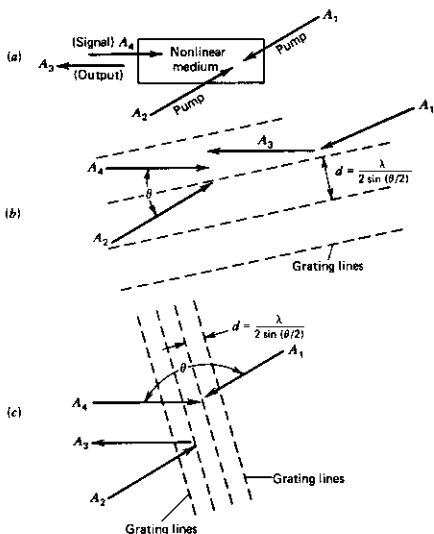 (a)
(Signal) A₄
A₃
(Output)
Nonlinear
medium
A₁
Pump
A₂
Pump
(b)
A₄
θ
A₂
A₃
A₁
d = λ / 2 sin (θ/2)
Grating lines
(c)
d = λ / 2 sin (θ/2)
θ
A₁
A₄
A₃
A₂
Grating lines
Grating lines